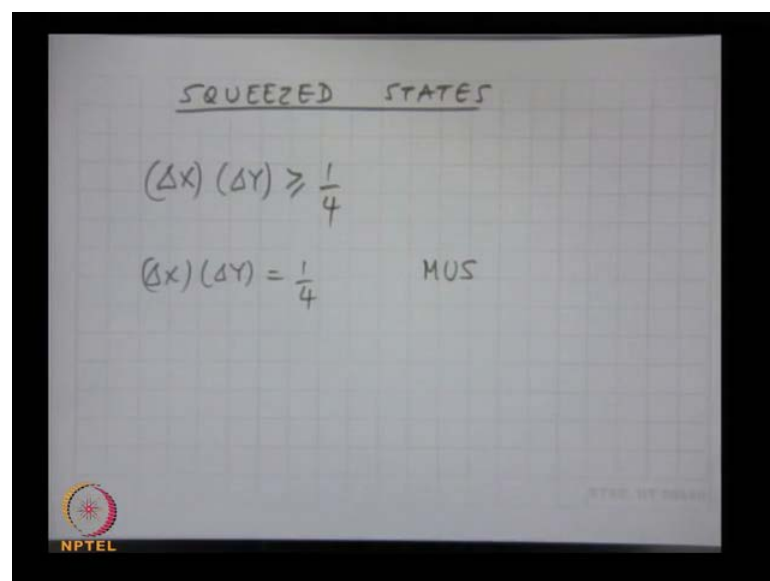 SQUEEZED STATES
(ΔX) (ΔY) ⩾ 1/4
(ΔX) (ΔY) = 1/4 MUS
NPTEL